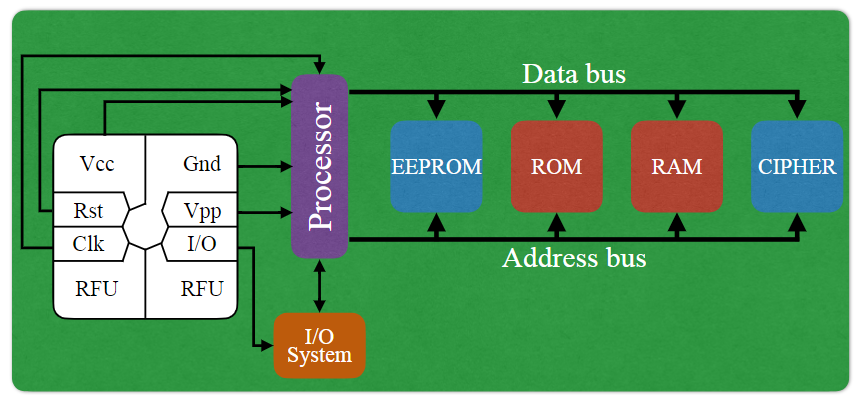 Data bus
Processor
Vcc
Gnd
EEPROM
ROM
RAM
CIPHER
Rst
Vpp
Clk
I/O
Address bus
RFU
RFU
I/O
System